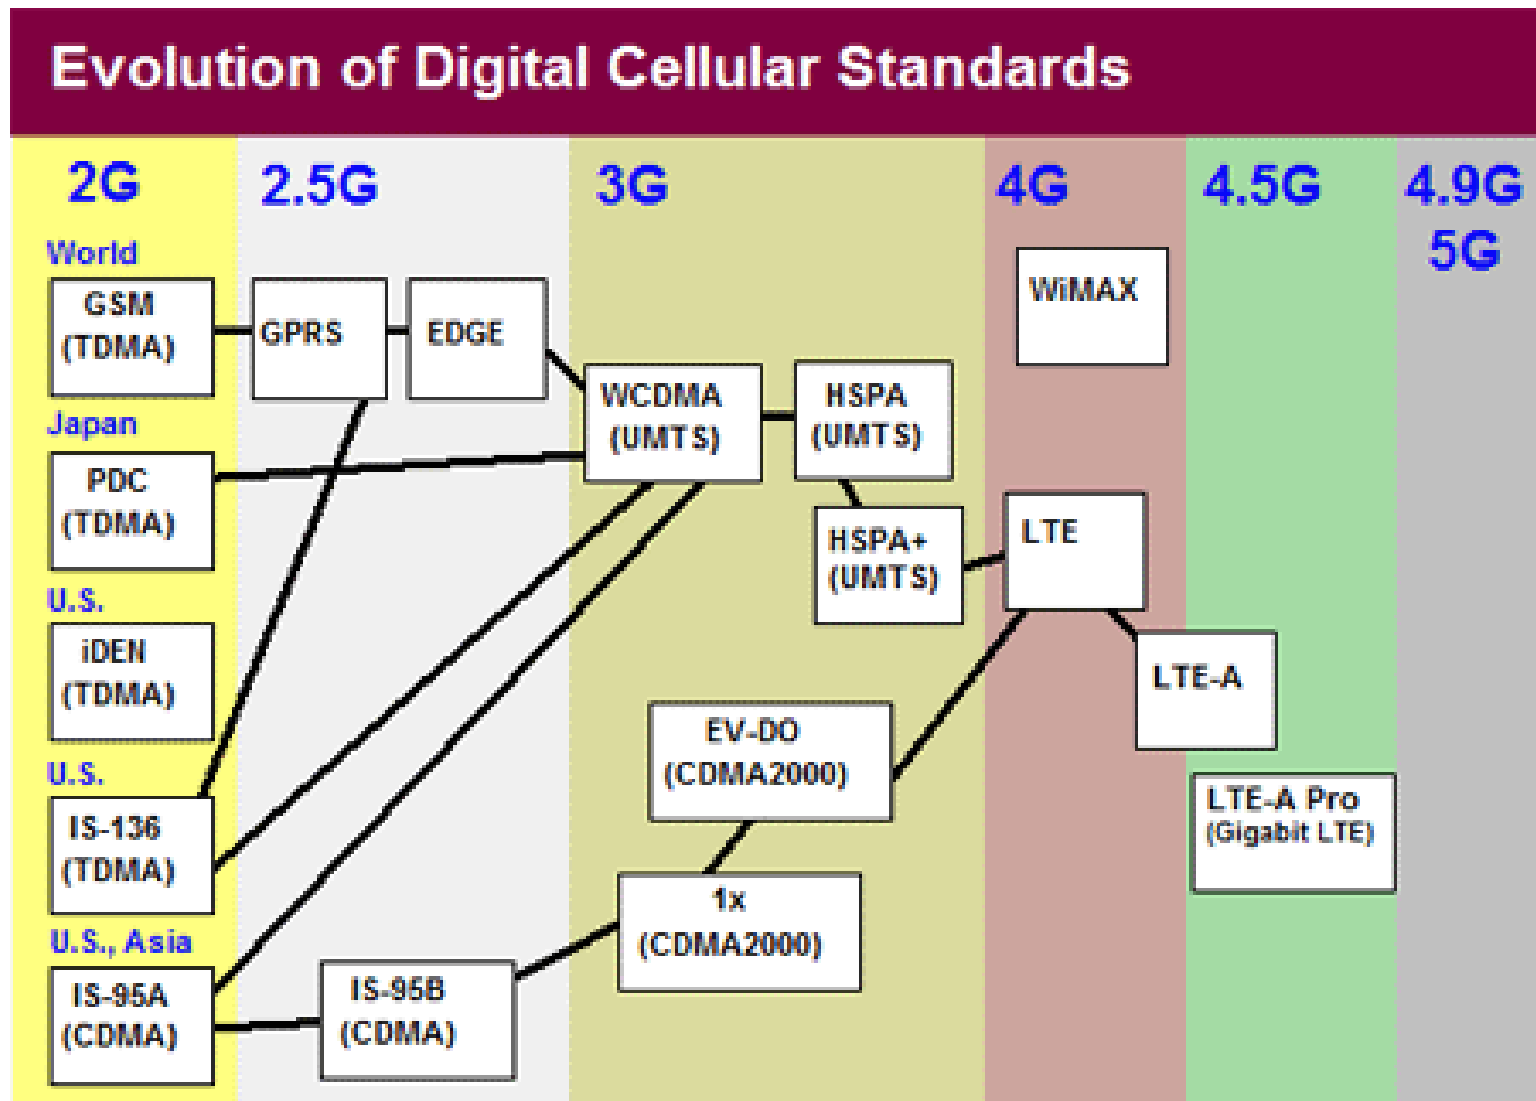 Evolution of Digital Cellular Standards
2G
2.5G
3G
4G
4.5G
4.9G
5G
World
GSM
(TDMA)
GPRS
EDGE
Japan
PDC
(TDMA)
U.S.
iDEN
(TDMA)
U.S.
IS-136
(TDMA)
U.S., Asia
IS-95A
(CDMA)
IS-95B
(CDMA)
WCDMA
(UMTS)
HSPA
(UMTS)
HSPA+
(UMTS)
EV-DO
(CDMA2000)
1x
(CDMA2000)
WiMAX
LTE
LTE-A
LTE-A Pro
(Gigabit LTE)